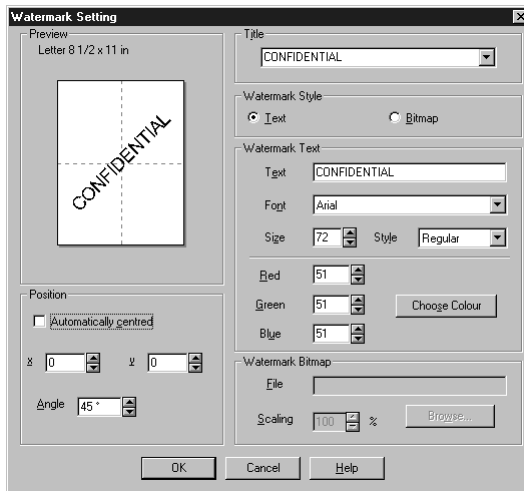 Watermark Setting
Preview
Letter 8 1/2 x 11 in
CONFIDENTIAL
Position
Automatically centred
x 0 y 0
Angle 45 °
Title
CONFIDENTIAL
Watermark Style
Text Bitmap
Watermark Text
Text CONFIDENTIAL
Font Arial
Size 72 Style Regular
Red 51
Green 51 Choose Colour
Blue 51
Watermark Bitmap
File
Scaling 100 % Browse...
OK Cancel Help